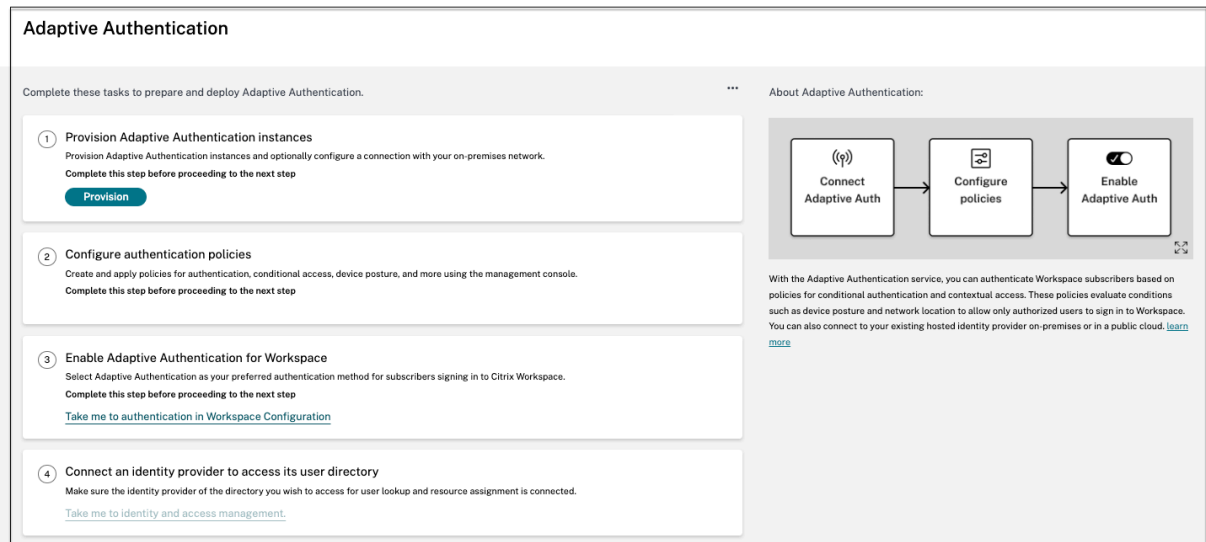 Adaptive Authentication
Complete these tasks to prepare and deploy Adaptive Authentication.
1
Provision Adaptive Authentication instances
Provision Adaptive Authentication instances and optionally configure a connection with your on-premises network.
Complete this step before proceeding to the next step
Provision
2
Configure authentication policies
Create and apply policies for authentication, conditional access, device posture, and more using the management console.
Complete this step before proceeding to the next step
3
Enable Adaptive Authentication for Workspace
Select Adaptive Authentication as your preferred authentication method for subscribers signing in to Citrix Workspace.
Complete this step before proceeding to the next step
Take me to authentication in Workspace Configuration
4
Connect an identity provider to access its user directory
Make sure the identity provider of the directory you wish to access for user lookup and resource assignment is connected.
Take me to identity and access management.
About Adaptive Authentication:
Connect
Adaptive Auth
Configure
policies
Enable
Adaptive Auth
With the Adaptive Authentication service, you can authenticate Workspace subscribers based on
policies for conditional authentication and contextual access. These policies evaluate conditions
such as device posture and network location to allow only authorized users to sign in to Workspace.
You can also connect to your existing hosted identity provider on-premises or in a public cloud. learn
more